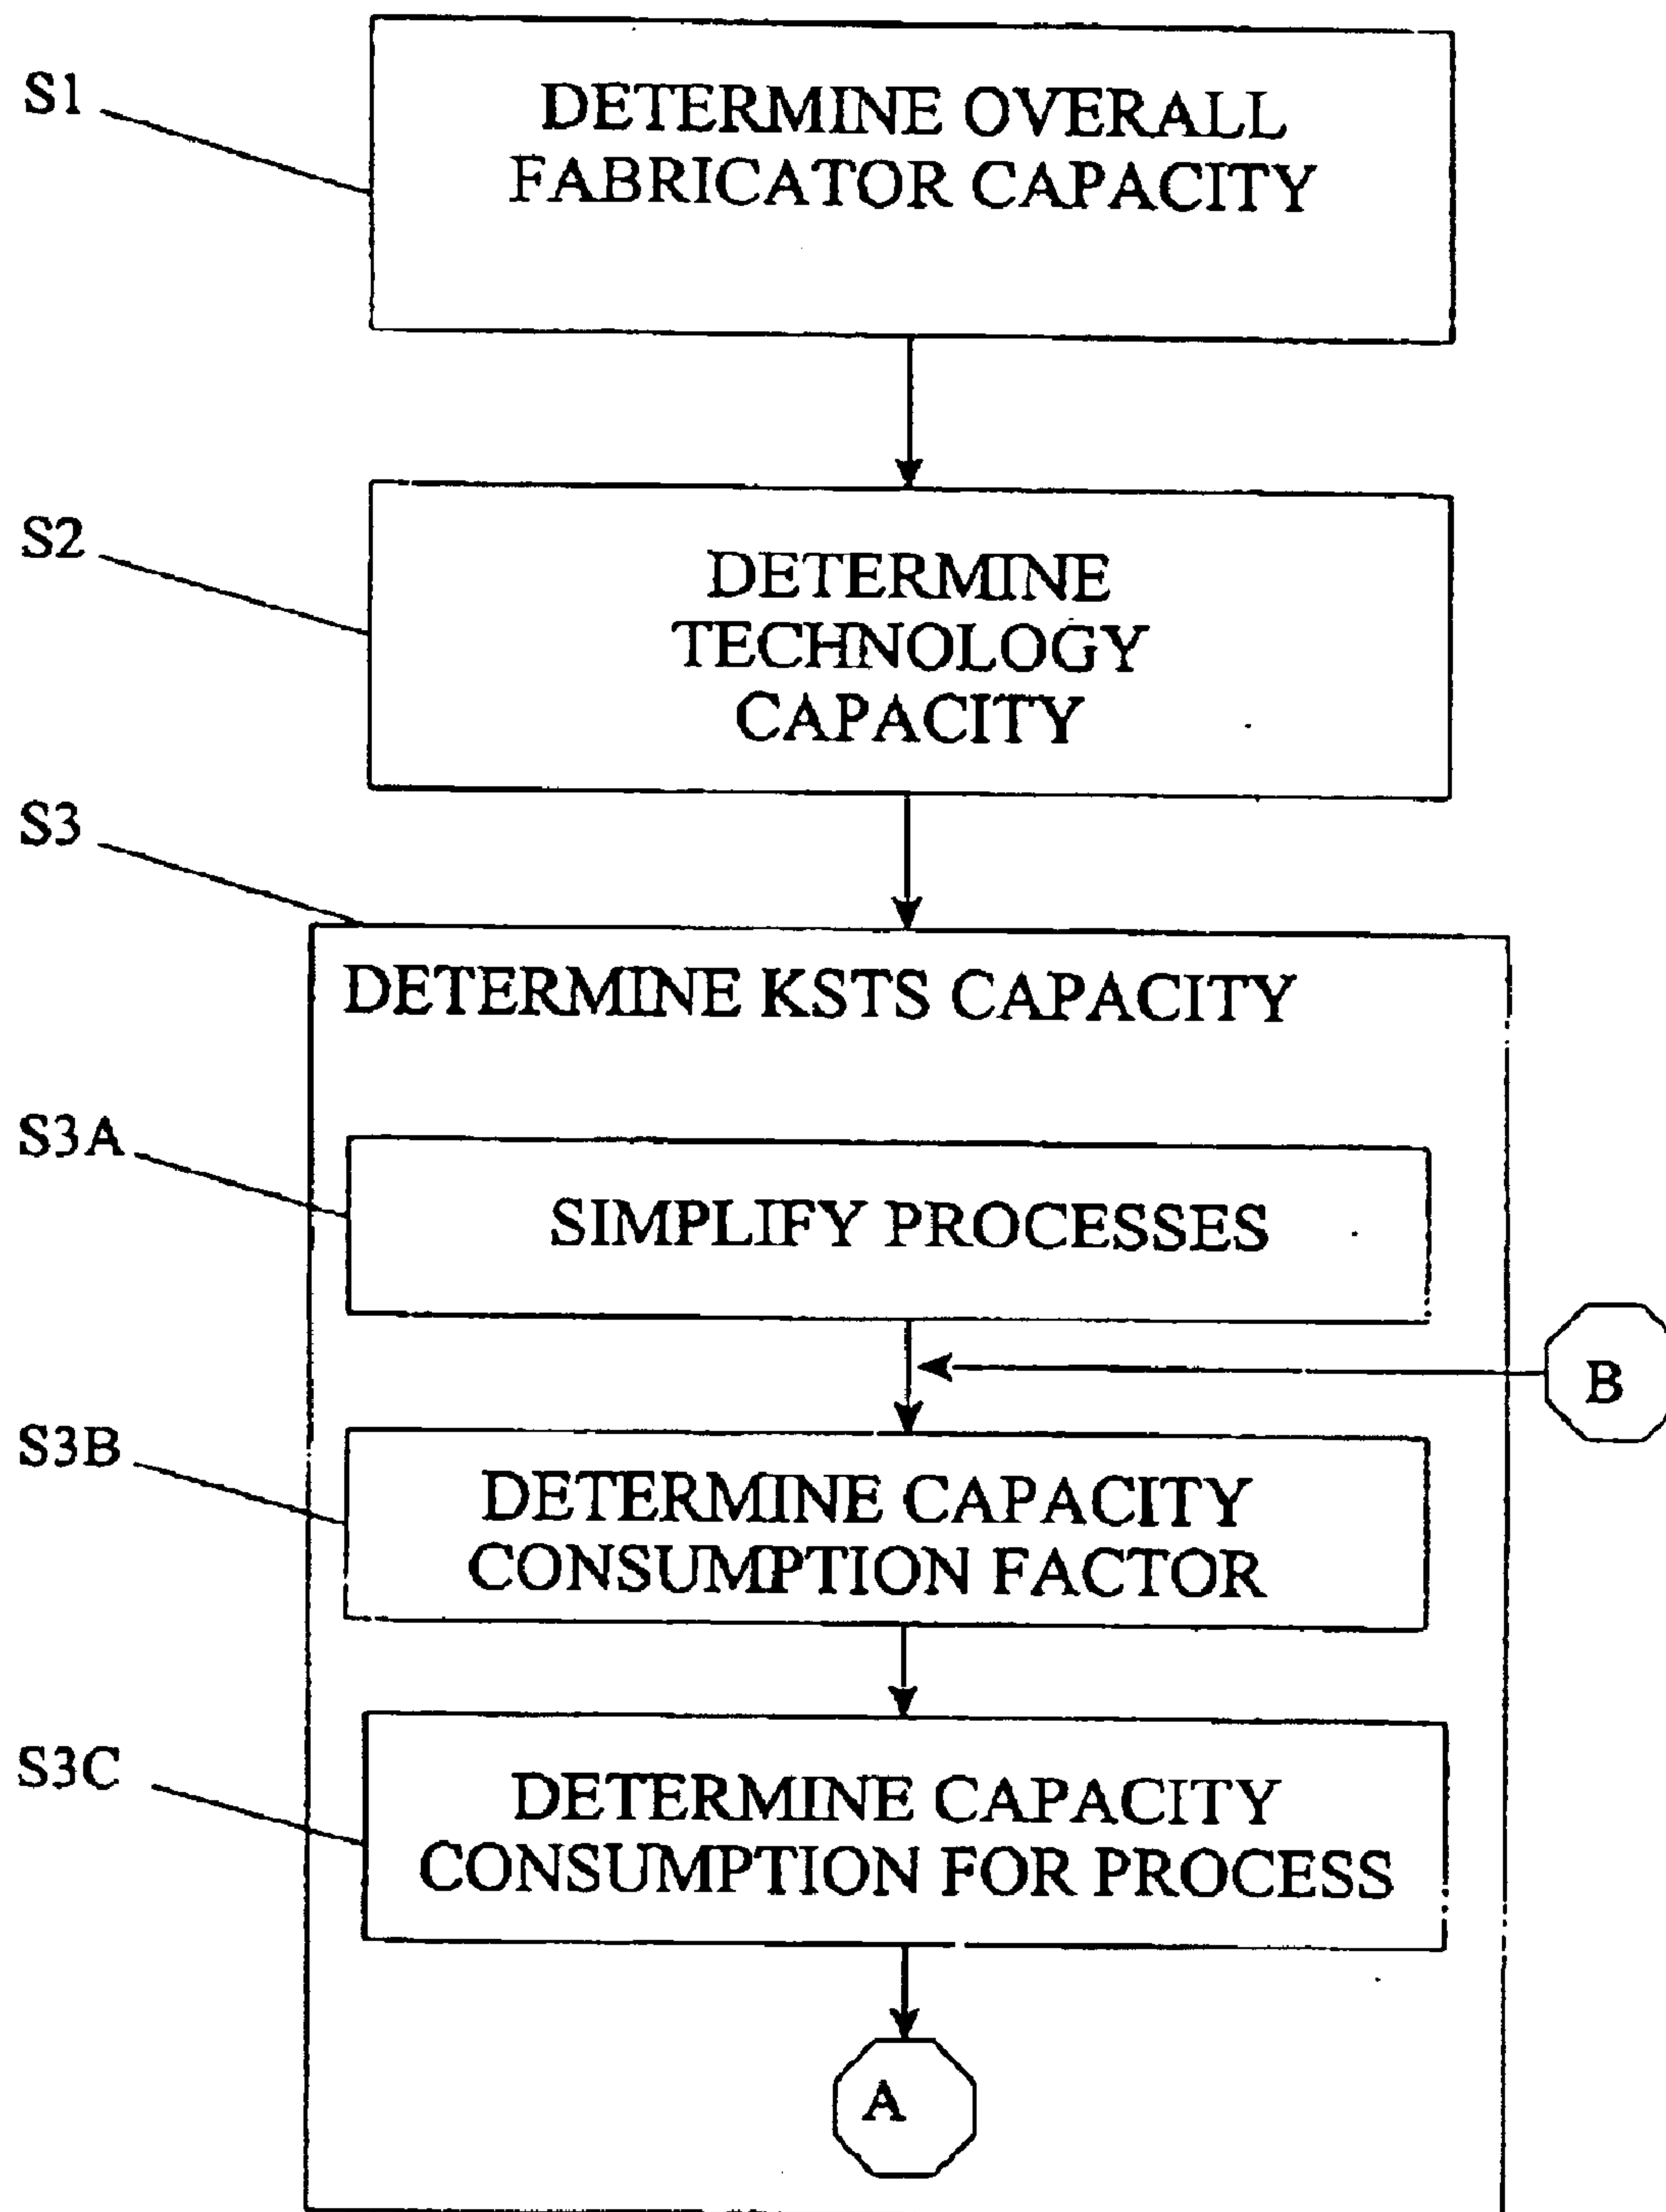 S1
DETERMINE OVERALL
FABRICATOR CAPACITY
S2
DETERMINE
TECHNOLOGY
CAPACITY
S3
DETERMINE KSTS CAPACITY
S3A
SIMPLIFY PROCESSES
B
S3B
DETERMINE CAPACITY
CONSUMPTION FACTOR
S3C
DETERMINE CAPACITY
CONSUMPTION FOR PROCESS
A